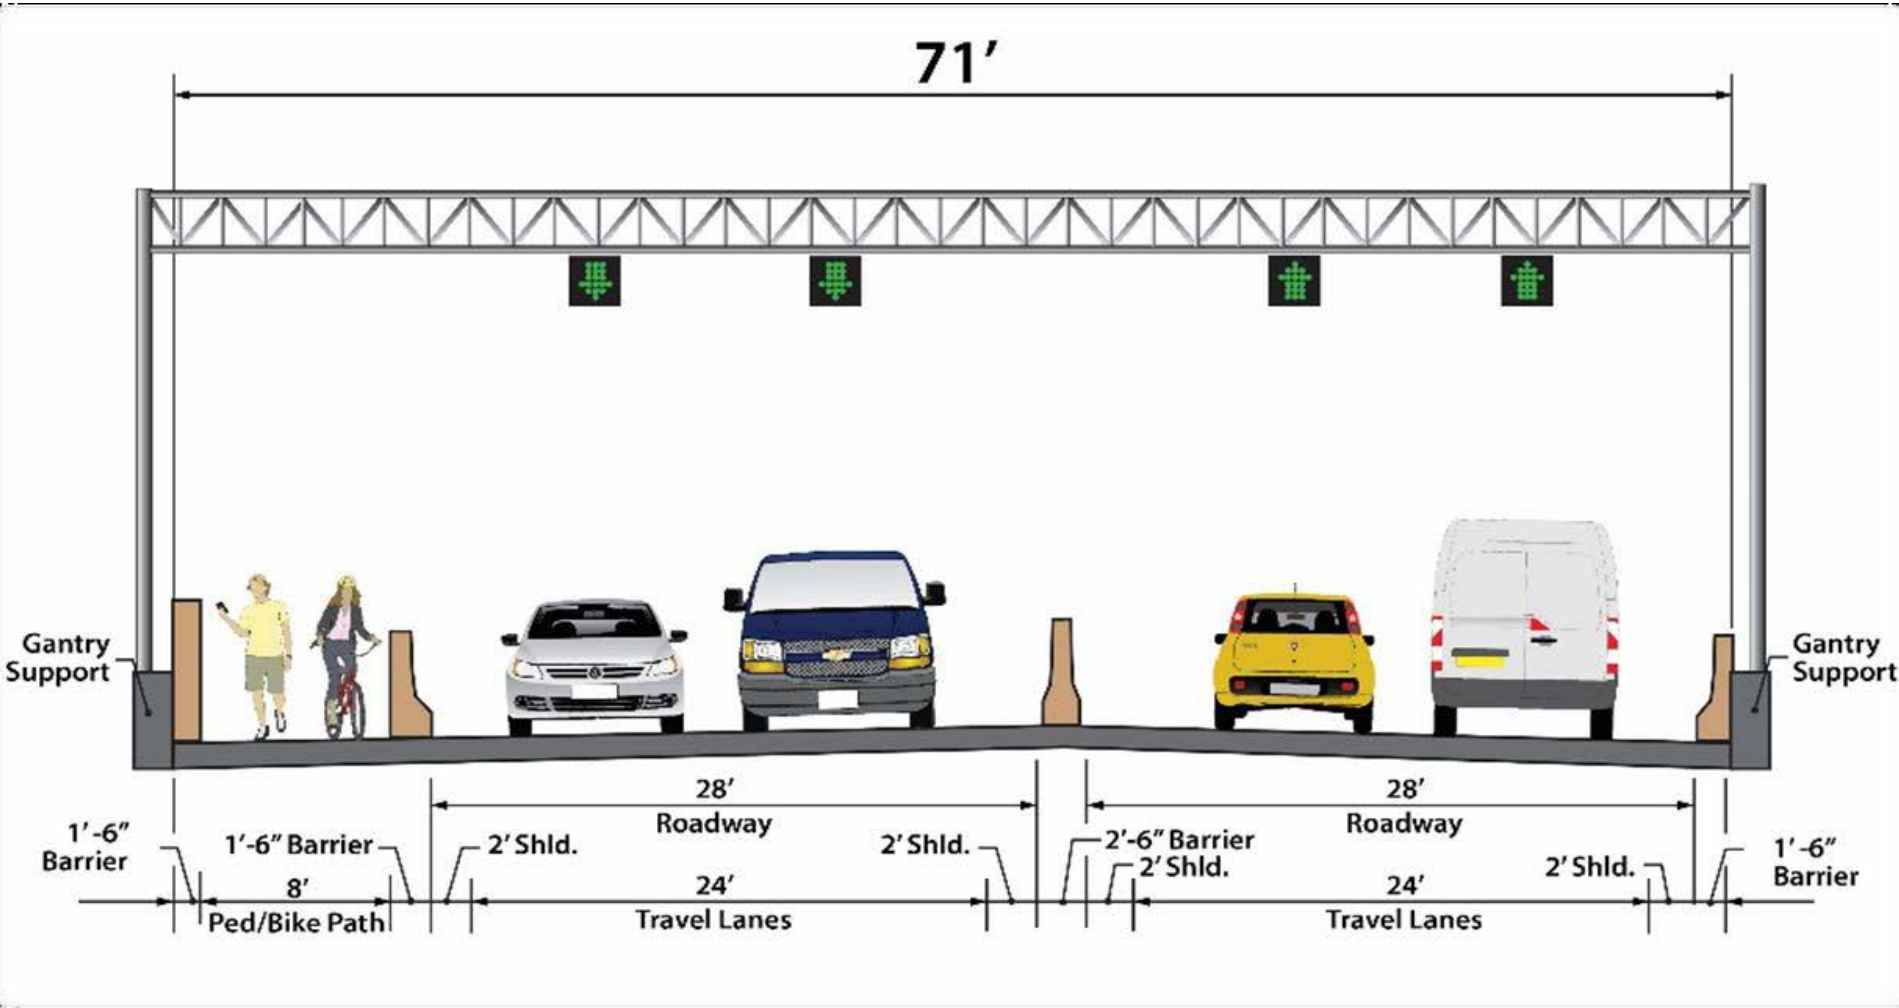 71′
Gantry
Support
Gantry
Support
28′
Roadway
28′
Roadway
1′-6″
Barrier
1′-6″ Barrier
2′ Shld.
2′ Shld.
2′-6″ Barrier
2′ Shld.
2′ Shld.
1′-6″
Barrier
8′
Ped/Bike Path
24′
Travel Lanes
24′
Travel Lanes